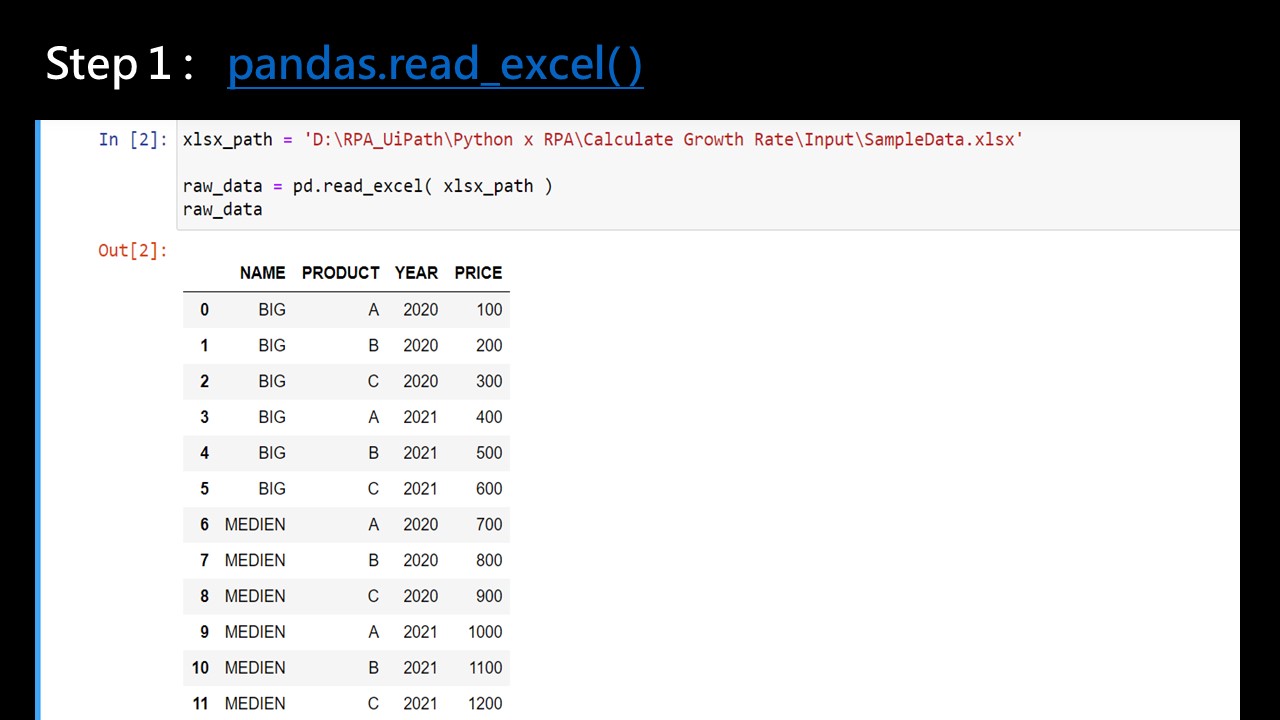 Step 1 : pandas.read_excel( )
In [2]: xlsx_path = 'D:\RPA_UiPath\Python x RPA\Calculate Growth Rate\Input\SampleData.xlsx'
raw_data = pd.read_excel( xlsx_path )
raw_data
Out[2]:
NAME PRODUCT YEAR PRICE
0 BIG A 2020 100
1 BIG B 2020 200
2 BIG C 2020 300
3 BIG A 2021 400
4 BIG B 2021 500
5 BIG C 2021 600
6 MEDIEN A 2020 700
7 MEDIEN B 2020 800
8 MEDIEN C 2020 900
9 MEDIEN A 2021 1000
10 MEDIEN B 2021 1100
11 MEDIEN C 2021 1200